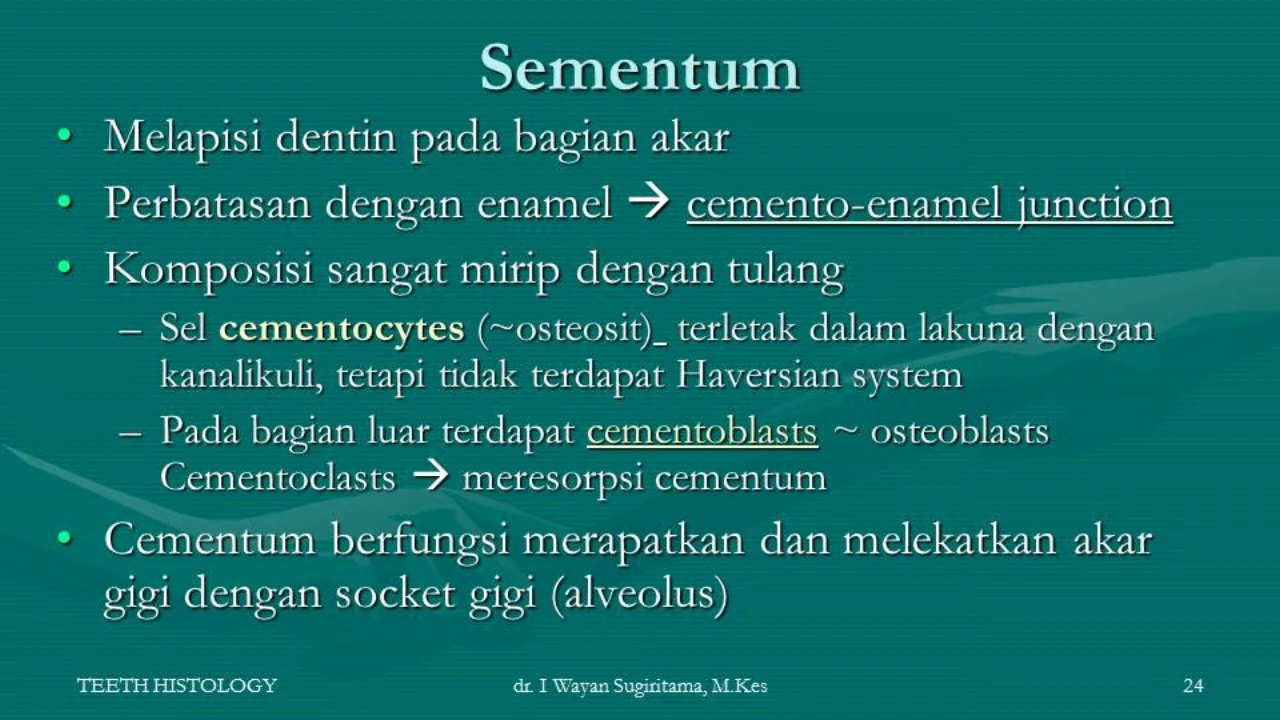 Sementum
• Melapisi dentin pada bagian akar
• Perbatasan dengan enamel → cemento-enamel junction
• Komposisi sangat mirip dengan tulang
– Sel cementocytes (~osteosit)_ terletak dalam lakuna dengan
kanalikuli, tetapi tidak terdapat Haversian system
– Pada bagian luar terdapat cementoblasts ~ osteoblasts
Cementoclasts → meresorpsi cementum
• Cementum berfungsi merapatkan dan melekatkan akar
gigi dengan socket gigi (alveolus)
TEETH HISTOLOGY dr. I Wayan Sugiritama, M.Kes 24